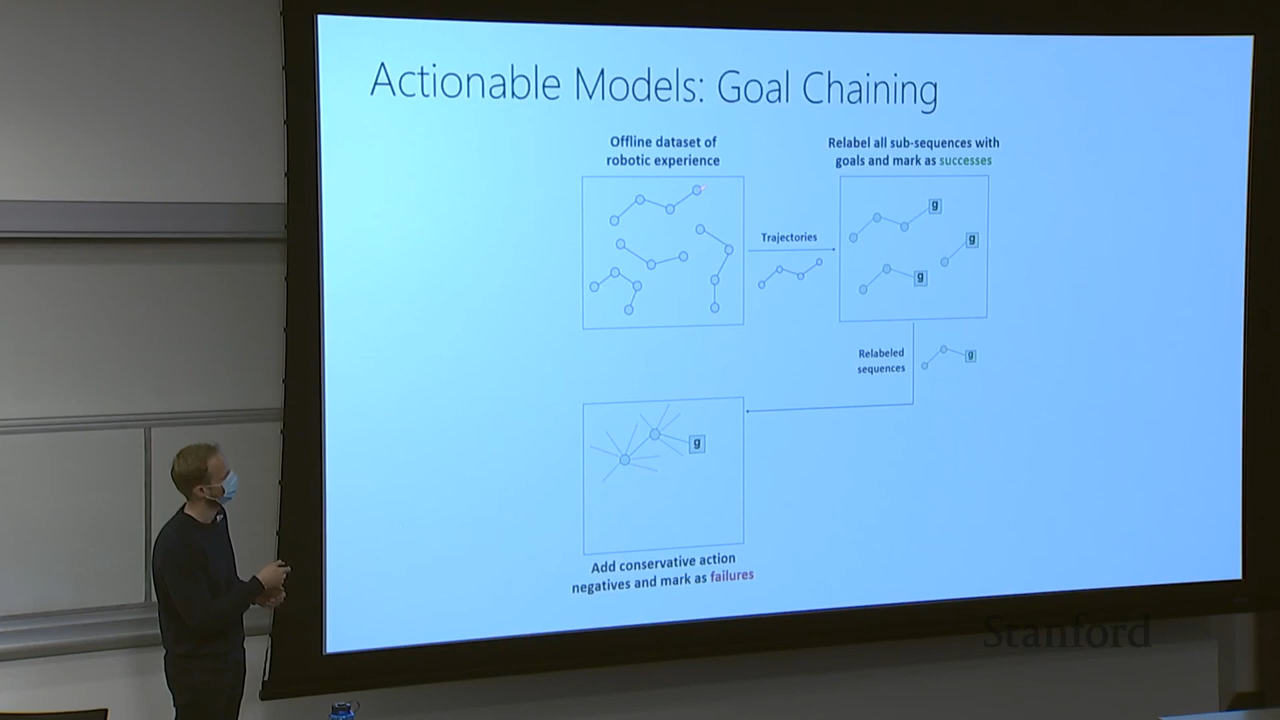 Actionable Models: Goal Chaining
Offline dataset of
robotic experience
Relabel all sub-sequences with
goals and mark as successes
Trajectories
g
g
g
Relabeled
sequences
g
g
Add conservative action
negatives and mark as failures
Stanford